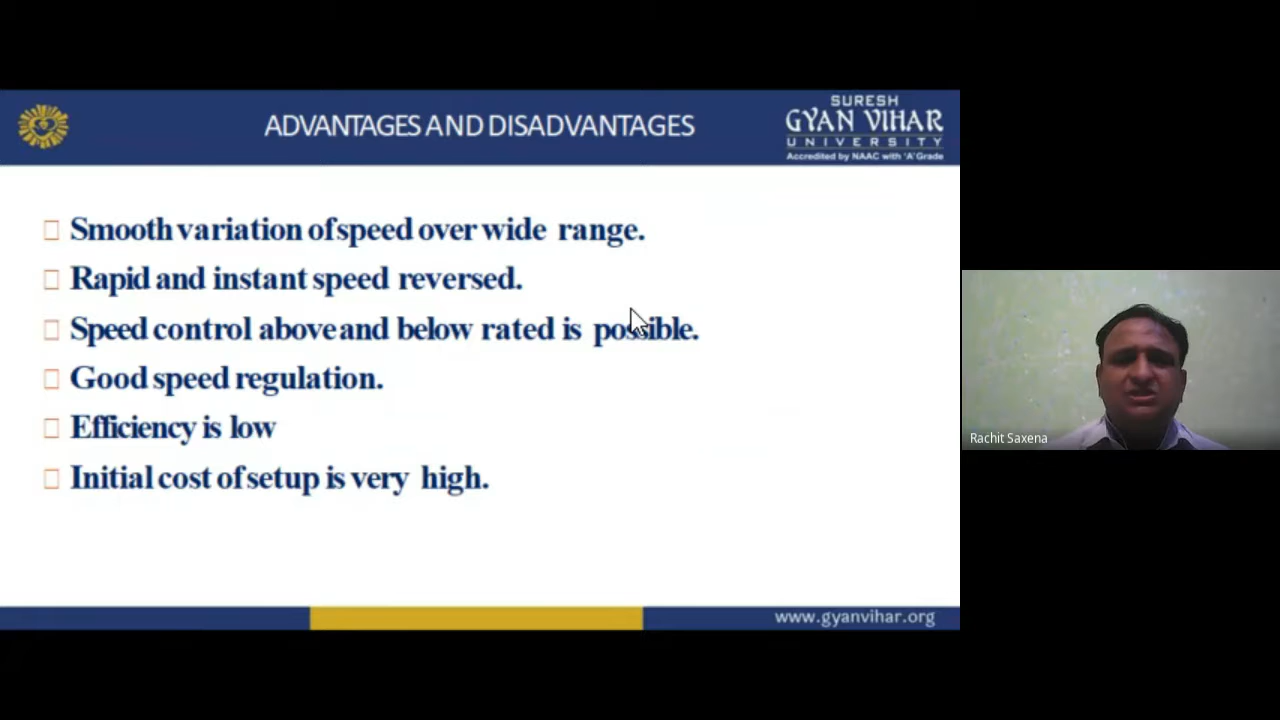 ADVANTAGES AND DISADVANTAGES
SURESH
GYAN VIHAR
UNIVERSITY
Accredited by NAAC with 'A' Grade
Smooth variation of speed over wide range.
Rapid and instant speed reversed.
Speed control above and below rated is possible.
Good speed regulation.
Efficiency is low
Initial cost of setup is very high.
Rachit Saxena
www.gyanvihar.org